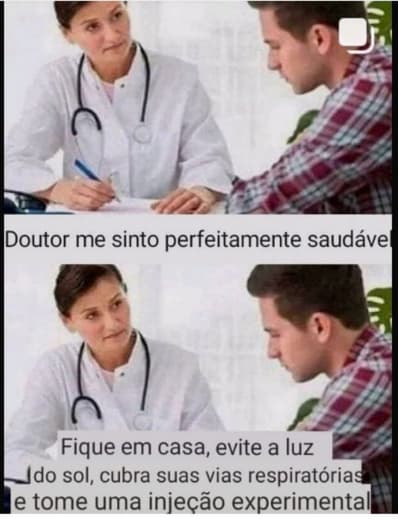 Doutor me sinto perfeitamente saudável
Fique em casa, evite a luz
do sol, cubra suas vias respiratórias
e tome uma injeção experimental